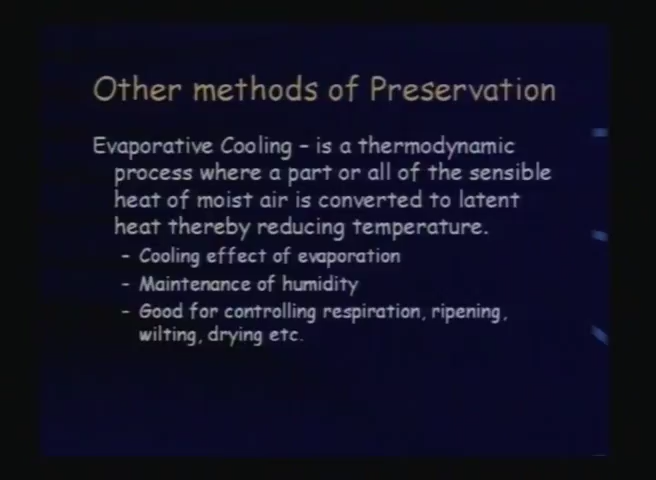 Other methods of Preservation
Evaporative Cooling – is a thermodynamic
process where a part or all of the sensible
heat of moist air is converted to latent
heat thereby reducing temperature.
– Cooling effect of evaporation
– Maintenance of humidity
– Good for controlling respiration, ripening,
wilting, drying etc.